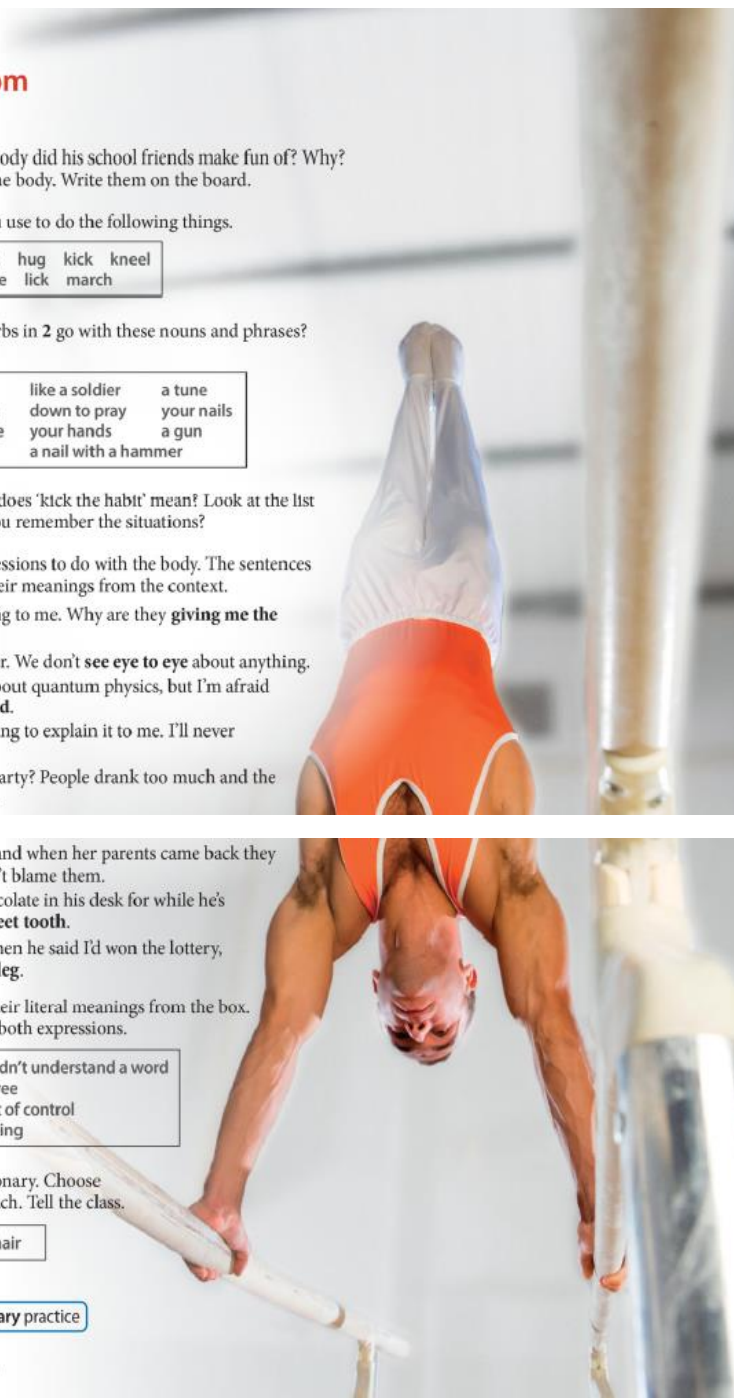 om
ody did his school friends make fun of? Why?
e body. Write them on the board.
use to do the following things.
hug kick kneel
e lick march
bs in 2 go with these nouns and phrases?
like a soldier a tune
down to pray your nails
e your hands a gun
a nail with a hammer
does 'kick the habit' mean? Look at the list
u remember the situations?
ssions to do with the body. The sentences
eir meanings from the context.
g to me. Why are they giving me the
r. We don't see eye to eye about anything.
out quantum physics, but I'm afraid
d.
ng to explain it to me. I'll never
arty? People drank too much and the
nd when her parents came back they
't blame them.
colate in his desk for while he's
eet tooth.
hen he said I'd won the lottery,
leg.
eir literal meanings from the box.
both expressions.
dn't understand a word
ee
of control
ing
onary. Choose
ch. Tell the class.
air
ary practice